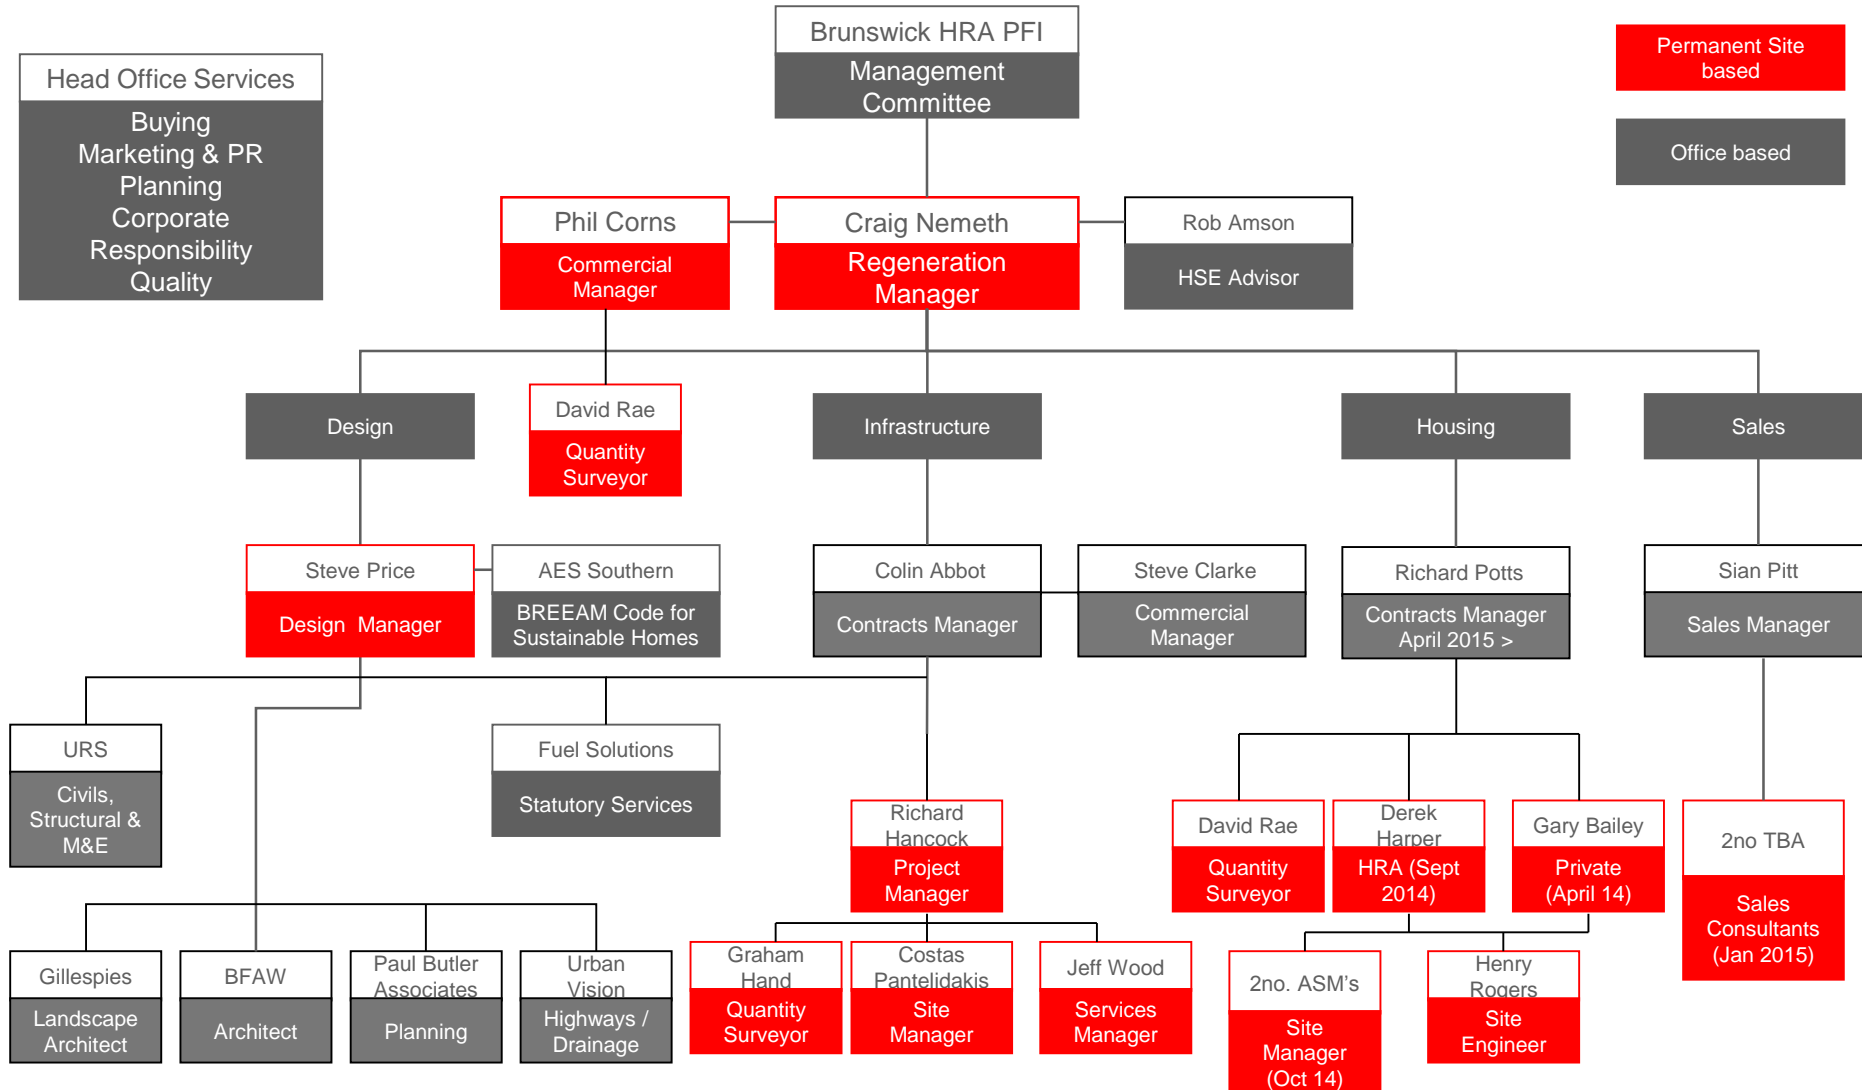 Brunswick HRA PFI
Management
Committee
Head Office Services
Buying
Marketing & PR
Planning
Corporate
Responsibility
Quality
Permanent Site
based
Office based
Phil Corns
Commercial
Manager
Craig Nemeth
Regeneration
Manager
Rob Amson
HSE Advisor
Design
David Rae
Quantity
Surveyor
Infrastructure
Housing
Sales
Steve Price
Design Manager
AES Southern
BREEAM Code for
Sustainable Homes
Colin Abbot
Contracts Manager
Steve Clarke
Commercial
Manager
Richard Potts
Contracts Manager
April 2015 >
Sian Pitt
Sales Manager
URS
Civils,
Structural &
M&E
Fuel Solutions
Statutory Services
Richard
Hancock
Project
Manager
David Rae
Quantity
Surveyor
Derek
Harper
HRA (Sept
2014)
Gary Bailey
Private
(April 14)
2no TBA
Sales
Consultants
(Jan 2015)
Gillespies
Landscape
Architect
BFAW
Architect
Paul Butler
Associates
Planning
Urban
Vision
Highways /
Drainage
Graham
Hand
Quantity
Surveyor
Costas
Pantelidakis
Site
Manager
Jeff Wood
Services
Manager
2no. ASM's
Site
Manager
(Oct 14)
Henry
Rogers
Site
Engineer